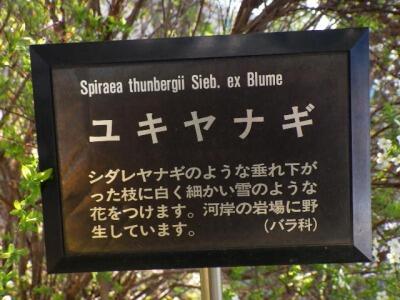 Spiraea thunbergii Sieb. ex Blume
ユキヤナギ
シダレヤナギのような垂れ下が
った枝に白く細かい雪のような
花をつけます。河岸の岩場に野
生しています。 (バラ科)